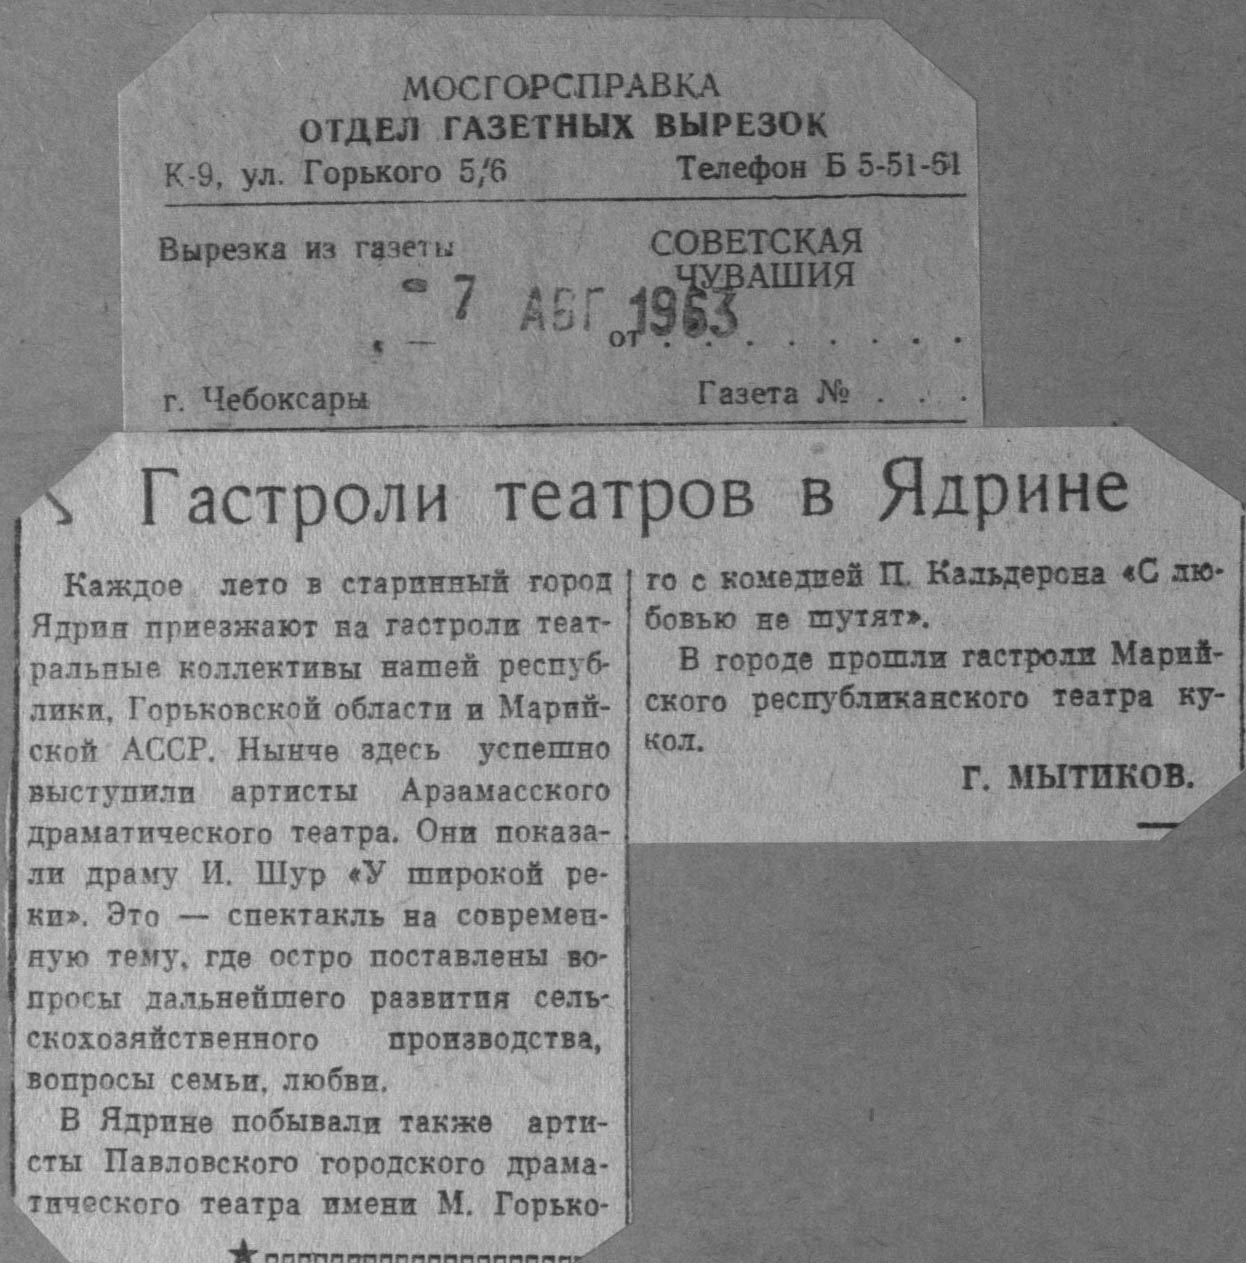 МОСГОРСПРАВКА
ОТДЕЛ ГАЗЕТНЫХ ВЫРЕЗОК
К-9, ул. Горького 5/6
Телефон Б 5-51-61
Вырезка из газеты
СОВЕТСКАЯ
ЧУВАШИЯ
- 7 АВГ 1963
от . . . . . . . .
г. Чебоксары
Газета № . . .
Гастроли театров в Ядрине
Каждое лето в старинный город
Ядрин приезжают на гастроли теат-
ральные коллективы нашей респуб-
лики, Горьковской области и Марий-
ской АССР. Нынче здесь успешно
выступили артисты Арзамасского
драматического театра. Они показа-
ли драму И. Шур «У широкой ре-
ки». Это — спектакль на современ-
ную тему, где остро поставлены во-
просы дальнейшего развития сель-
скохозяйственного производства,
вопросы семьи, любви.
В Ядрине побывали также арти-
сты Павловского городского драма-
тического театра имени М. Горько-
го с комедией П. Кальдерона «С лю-
бовью не шутят».
В городе прошли гастроли Марий-
ского республиканского театра ку-
кол.
Г. МЫТИКОВ.